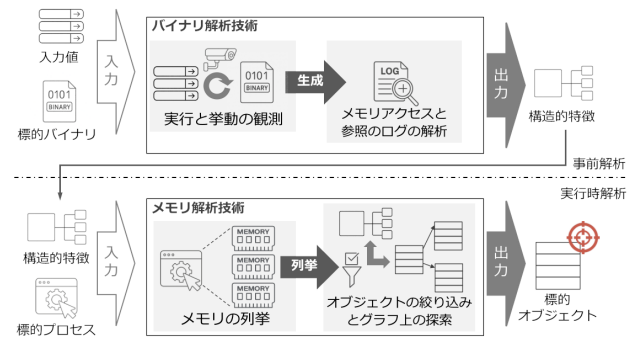 バイナリ解析技術
入力値
0101
BINARY
標的バイナリ
入力
0101
BINARY
実行と挙動の観測
生成
LOG
メモリアクセスと
参照のログの解析
出力
構造的特徴
事前解析
実行時解析
メモリ解析技術
構造的特徴
標的プロセス
入力
MEMORY
MEMORY
MEMORY
メモリの列挙
列挙
オブジェクトの絞り込み
とグラフ上の探索
出力
標的
オブジェクト